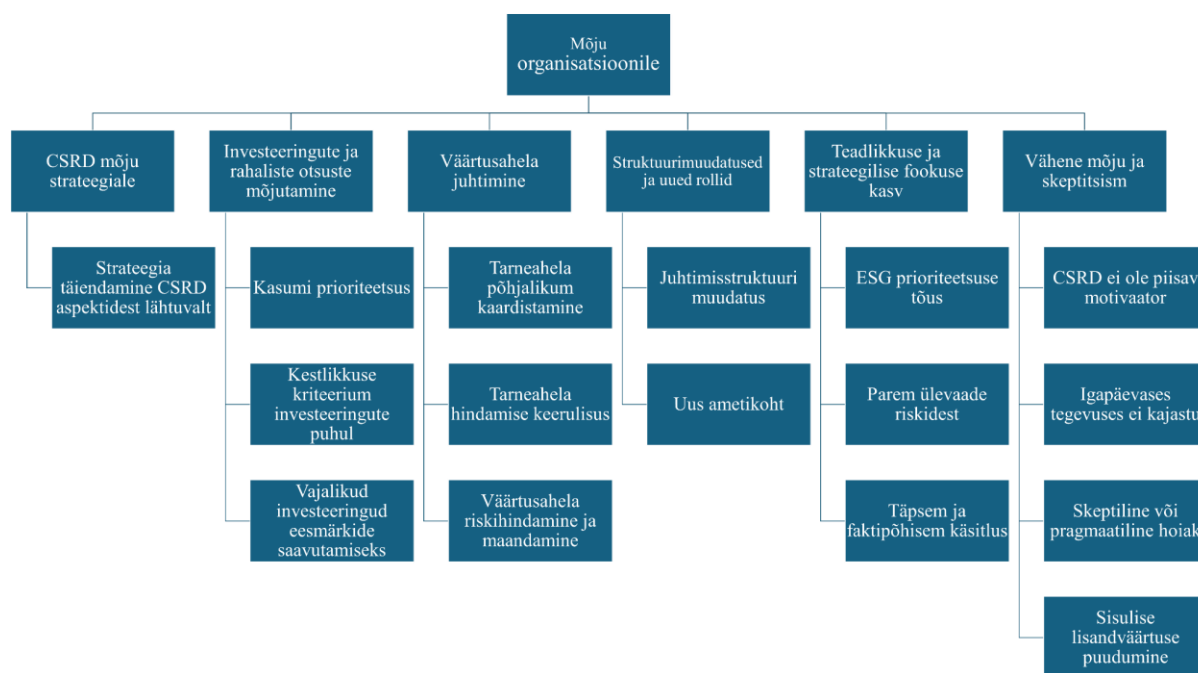 Mõju
organisatsioonile
CSRD mõju
strateegiale
Strateegia
täiendamine CSRD
aspektidest lähtuvalt
Investeeringute ja
rahaliste otsuste
mõjutamine
Kasumi prioriteetsus
Kestlikkuse
kriteerium
investeeringute
puhul
Vajalikud
investeeringud
eesmärkide
saavutamiseks
Väärtusahela
juhtimine
Tarneahela
põhjalikum
kaardistamine
Tarneahela
hindamise keerulisus
Väärtusahela
riskihindamine ja
maandamine
Struktuurimuudatused
ja uued rollid
Juhtimisstruktuuri
muudatus
Uus ametikoht
Teadlikkuse ja
strateegilise fookuse
kasv
ESG prioriteetsuse
tõus
Parem ülevaade
riskidest
Täpsem ja
faktipõhisem käsitlus
Vähene mõju ja
skeptitsism
CSRD ei ole piisav
motivaator
Igapäevases
tegevuses ei kajastu
Skeptiline või
pragmaatiline hoiak
Sisulise
lisandväärtuse
puudumine